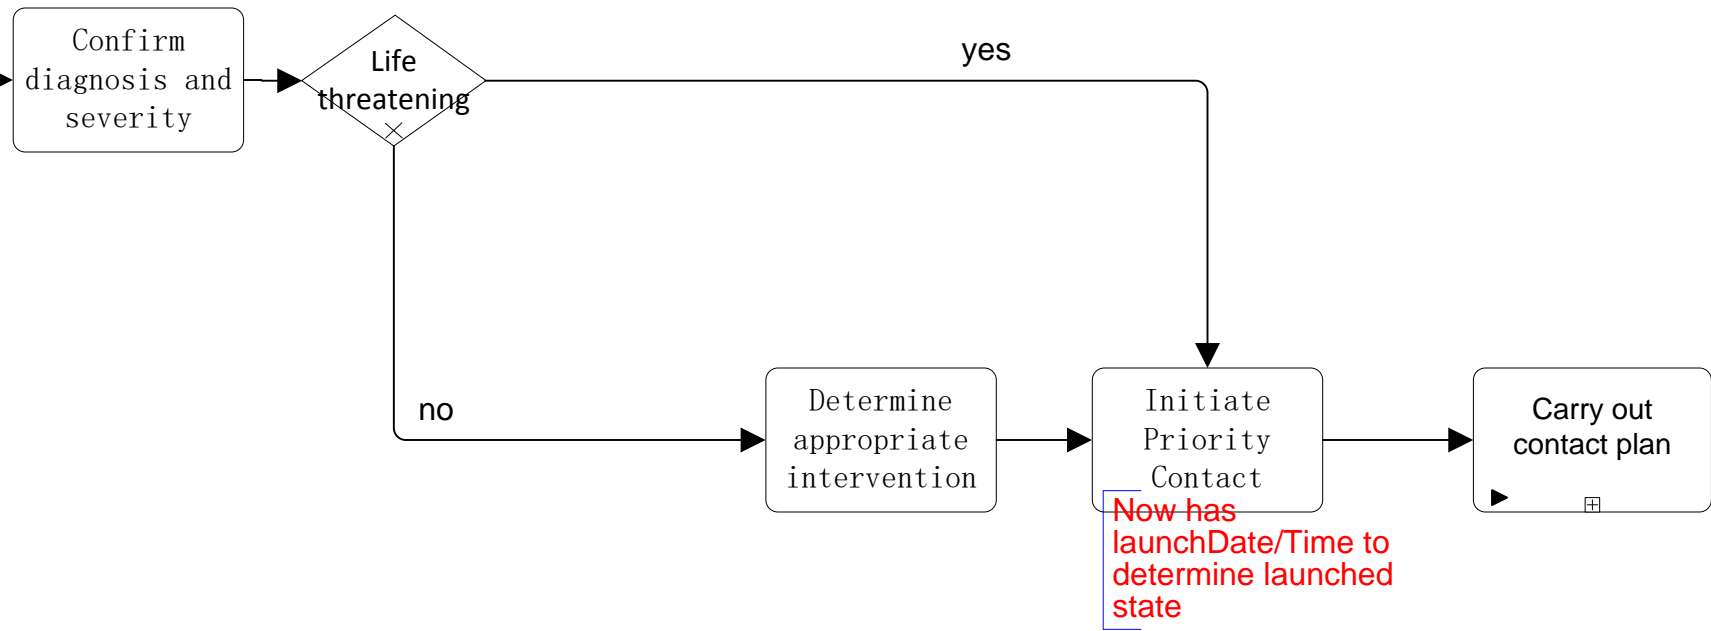 Confirm
diagnosis and
severity
Life
threatening
yes
no
Determine
appropriate
intervention
Initiate
Priority
Contact
Carry out
contact plan
Now has
launchDate/Time to
determine launched
state